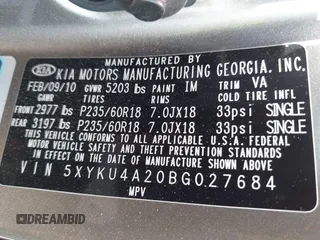 MANUFACTURED BY
KIA KIA MOTORS MANUFACTURING GEORGIA, INC.
FEB/09/10 GVWR 5203 lbs PAINT IM TRIM VA
GAWR TIRES RIMS COLD TIRE INFL
FRONT 2977 lbs P235/60R18 7.0JX18 33psi SINGLE
REAR 3197 lbs P235/60R18 7.0JX18 33psi SINGLE
THIS VEHICLE CONFORMS TO ALL APPLICABLE U.S.A. FEDERAL
MOTOR VEHICLE SAFETY AND THEFT PREVENTION STANDARDS IN
EFFECT ON THE DATE OF MANUFACTURE SHOWN ABOVE.
VIN 5XYKU4A20BG027684
MPV
DREAMBID